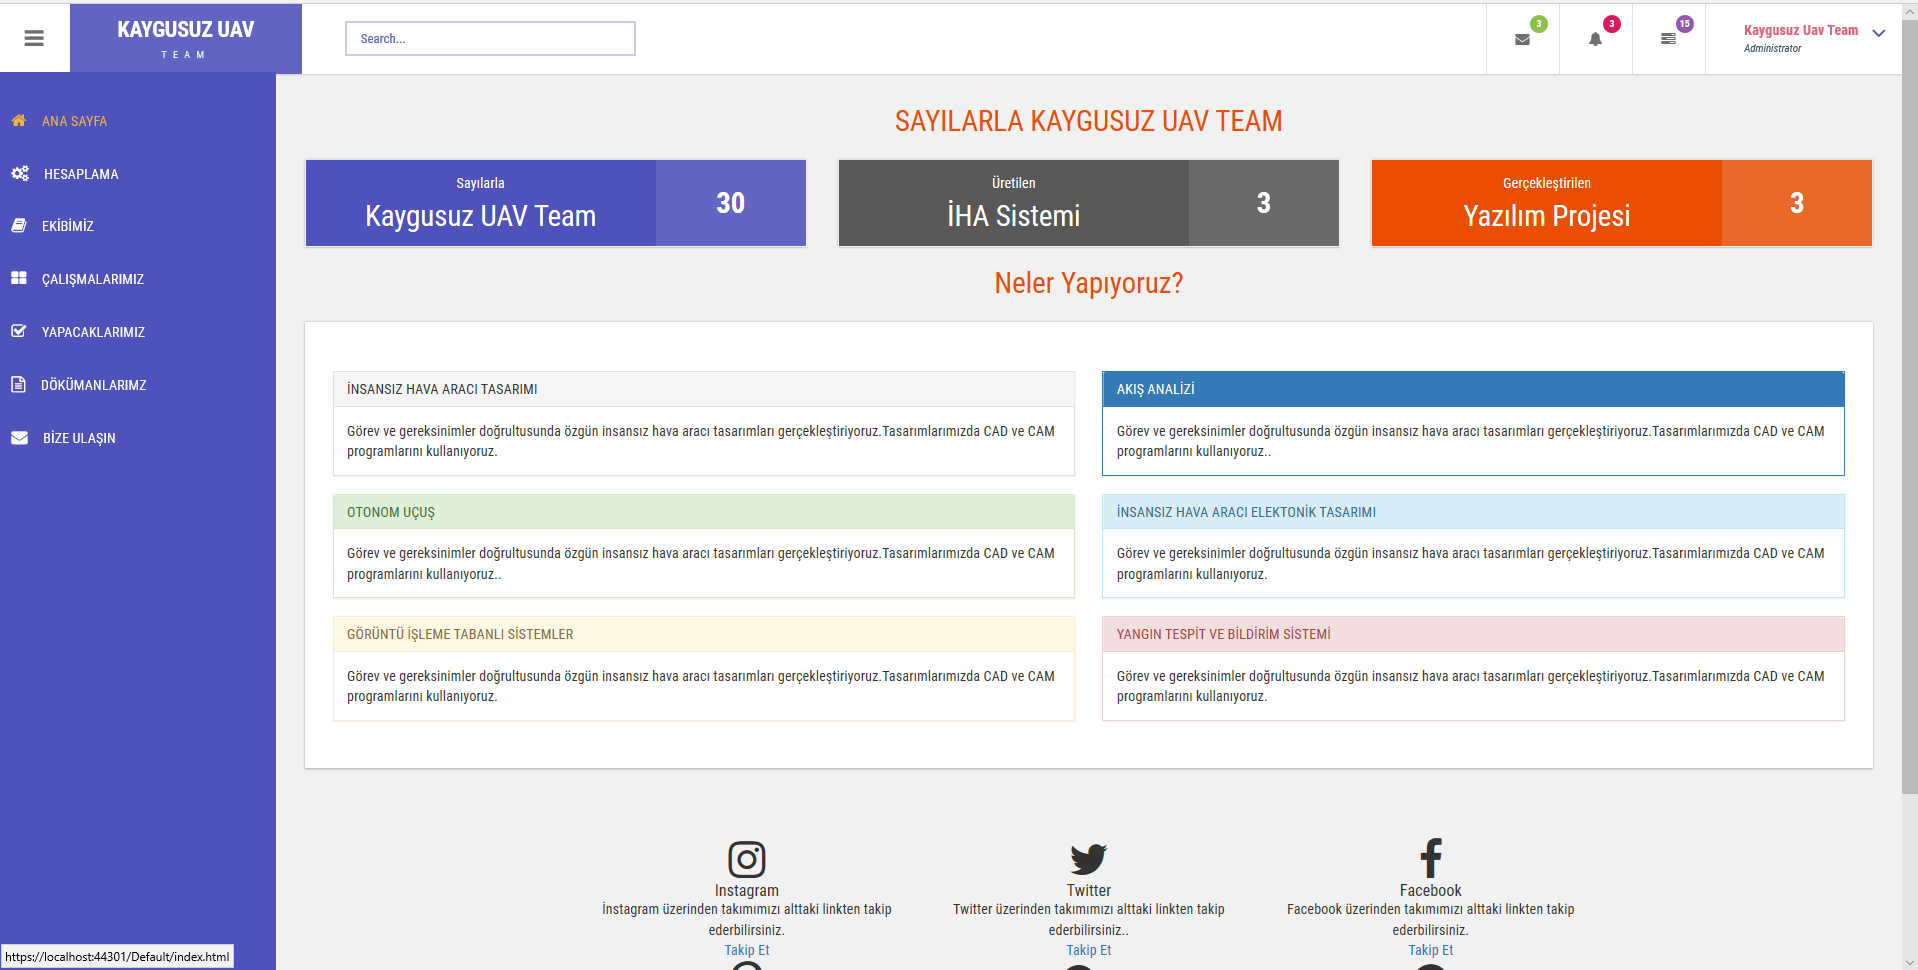 KAYGUSUZ UAV
TEAM
Search...
3
3
15
Kaygusuz Uav Team
Administrator
ANA SAYFA
HESAPLAMA
EKİBİMİZ
ÇALIŞMALARIMIZ
YAPACAKLARIMIZ
DÖKÜMANLARIMZ
BİZE ULAŞIN
SAYILARLA KAYGUSUZ UAV TEAM
Sayılarla
Kaygusuz UAV Team
30
Üretilen
İHA Sistemi
3
Gerçekleştirilen
Yazılım Projesi
3
Neler Yapıyoruz?
İNSANSIZ HAVA ARACI TASARIMI
Görev ve gereksinimler doğrultusunda özgün insansız hava aracı tasarımları gerçekleştiriyoruz.Tasarımlarımızda CAD ve CAM
programlarını kullanıyoruz.
AKIŞ ANALİZİ
Görev ve gereksinimler doğrultusunda özgün insansız hava aracı tasarımları gerçekleştiriyoruz.Tasarımlarımızda CAD ve CAM
programlarını kullanıyoruz..
OTONOM UÇUŞ
Görev ve gereksinimler doğrultusunda özgün insansız hava aracı tasarımları gerçekleştiriyoruz.Tasarımlarımızda CAD ve CAM
programlarını kullanıyoruz..
İNSANSIZ HAVA ARACI ELEKTONİK TASARIMI
Görev ve gereksinimler doğrultusunda özgün insansız hava aracı tasarımları gerçekleştiriyoruz.Tasarımlarımızda CAD ve CAM
programlarını kullanıyoruz.
GÖRÜNTÜ İŞLEME TABANLI SİSTEMLER
Görev ve gereksinimler doğrultusunda özgün insansız hava aracı tasarımları gerçekleştiriyoruz.Tasarımlarımızda CAD ve CAM
programlarını kullanıyoruz.
YANGIN TESPİT VE BİLDİRİM SİSTEMİ
Görev ve gereksinimler doğrultusunda özgün insansız hava aracı tasarımları gerçekleştiriyoruz.Tasarımlarımızda CAD ve CAM
programlarını kullanıyoruz.
Instagram
İnstagram üzerinden takımımızı alttaki linkten takip
ederbilirsiniz.
Takip Et
Twitter
Twitter üzerinden takımımızı alttaki linkten takip
ederbilirsiniz..
Takip Et
Facebook
Facebook üzerinden takımımızı alttaki linkten takip
ederbilirsiniz.
Takip Et
https://localhost:44301/Default/index.html